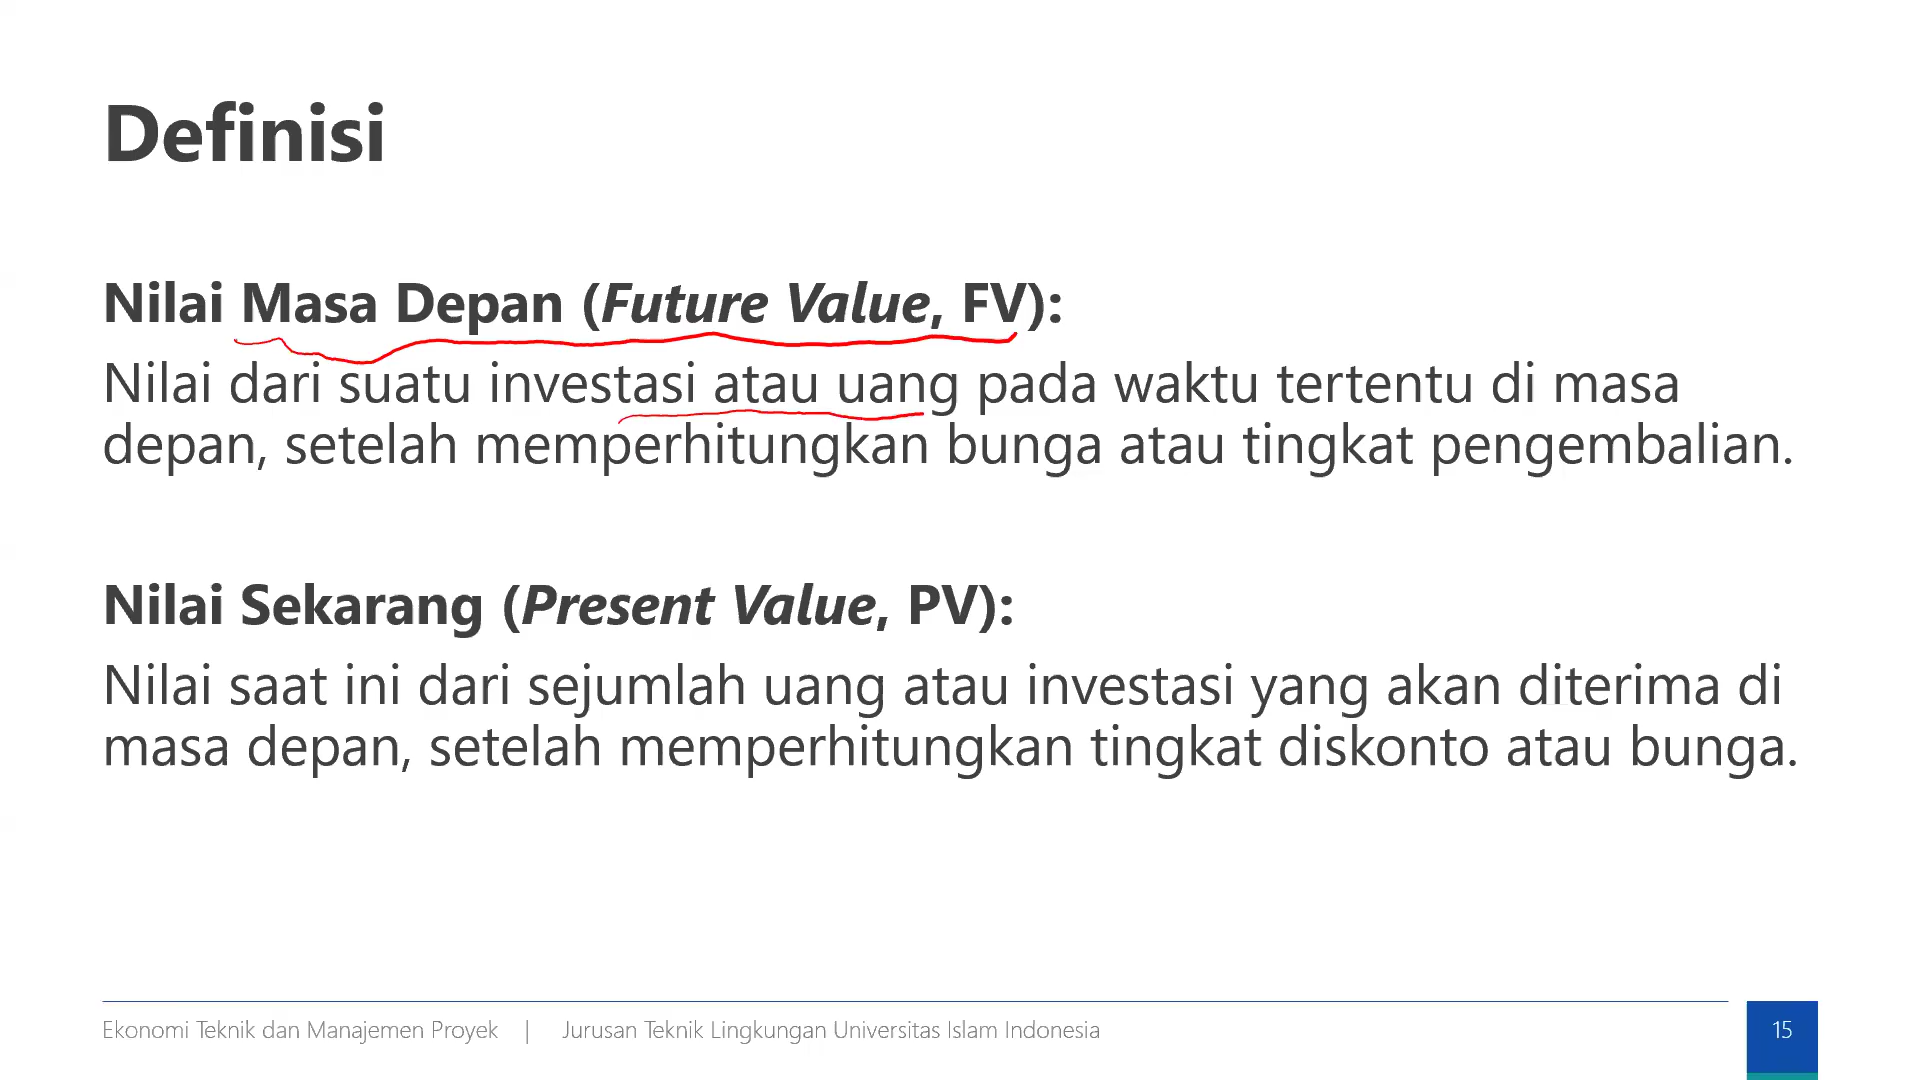 Definisi
Nilai Masa Depan (Future Value, FV):
Nilai dari suatu investasi atau uang pada waktu tertentu di masa
depan, setelah memperhitungkan bunga atau tingkat pengembalian.
Nilai Sekarang (Present Value, PV):
Nilai saat ini dari sejumlah uang atau investasi yang akan diterima di
masa depan, setelah memperhitungkan tingkat diskonto atau bunga.
Ekonomi Teknik dan Manajemen Proyek | Jurusan Teknik Lingkungan Universitas Islam Indonesia
15